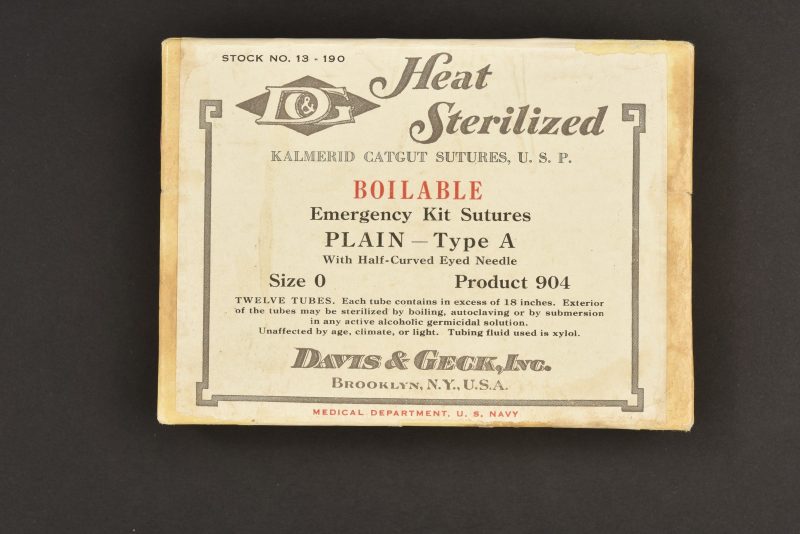 STOCK NO. 13 - 190
D&G
Heat
Sterilized
KALMERID CATGUT SUTURES, U. S. P.
BOILABLE
Emergency Kit Sutures
PLAIN — Type A
With Half-Curved Eyed Needle
Size 0 Product 904
TWELVE TUBES. Each tube contains in excess of 18 inches. Exterior
of the tubes may be sterilized by boiling, autoclaving or by submersion
in any active alcoholic germicidal solution.
Unaffected by age, climate, or light. Tubing fluid used is xylol.
DAVIS & GECK, INC.
BROOKLYN, N.Y., U.S.A.
MEDICAL DEPARTMENT, U. S. NAVY